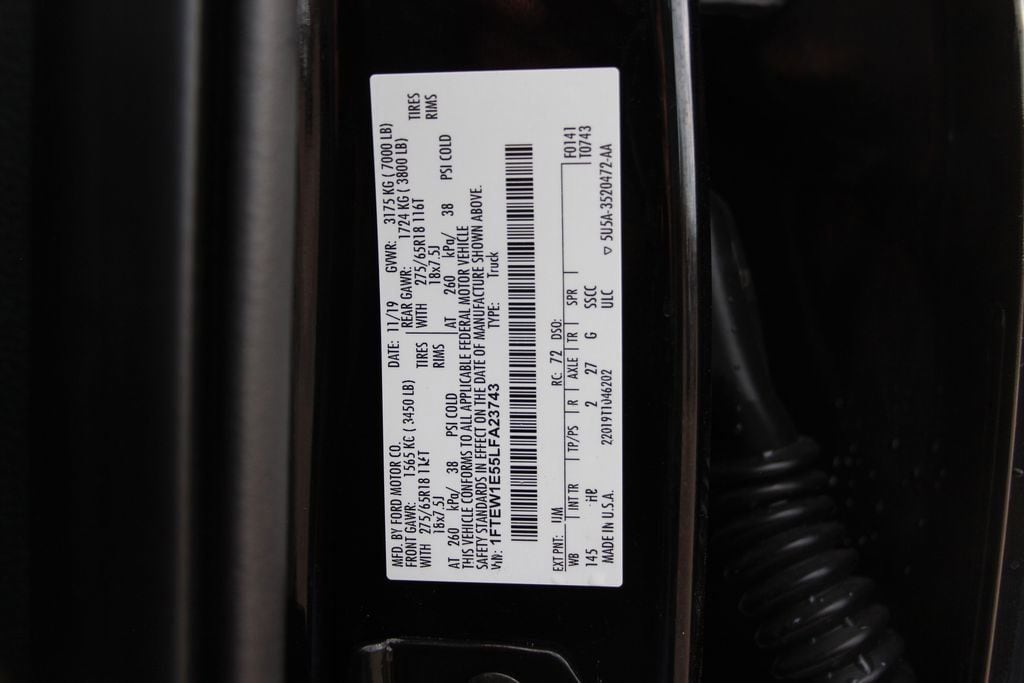 MFD. BY FORD MOTOR CO. DATE: 11/19 GVWR: 3175 KG ( 7000 LB)
FRONT GAWR: 1565 KG ( 3450 LB) REAR GAWR: 1724 KG ( 3800 LB)
WITH 275/65R18 TIRES WITH 275/65R18 116T TIRES
18x7.5J RIMS 18x7.5J RIMS
AT 260 kPa/ 38 PSI COLD AT 260 kPa/ 38 PSI COLD
THIS VEHICLE CONFORMS TO ALL APPLICABLE FEDERAL MOTOR VEHICLE
SAFETY STANDARDS IN EFFECT ON THE DATE OF MANUFACTURE SHOWN ABOVE.
VIN: 1FTEW1E55LFA23743 TYPE: Truck
EXT PNT: UM RC: 72 DSO: F0141
WB INT TR TP/PS R AXLE TR SPR T0743
145 HP 2 27 G SSCC
MADE IN U.S.A. 22019T1046202 ULC ▽ 5U5A-3520472-AA